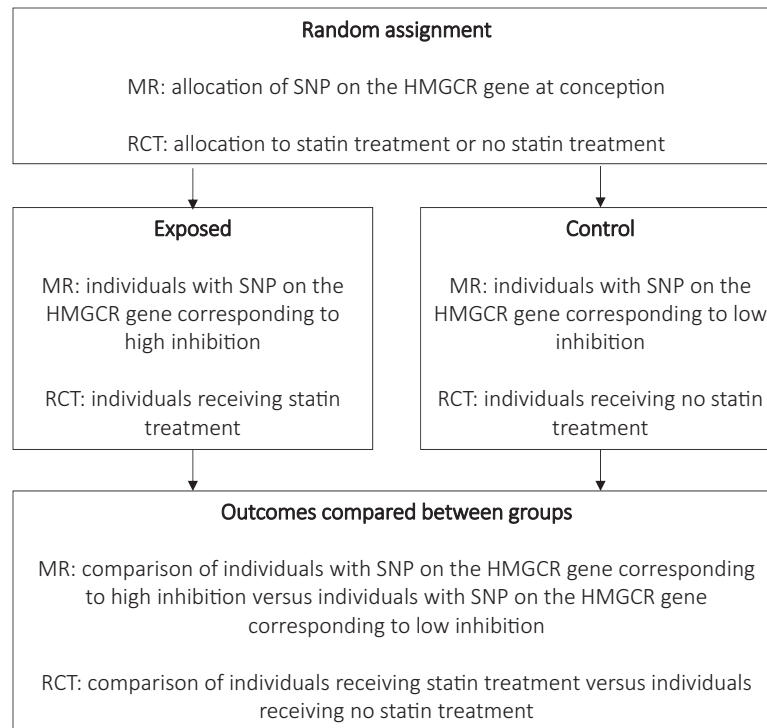 Random assignment
MR: allocation of SNP on the HMGCR gene at conception
RCT: allocation to statin treatment or no statin treatment
Exposed
MR: individuals with SNP on the
HMGCR gene corresponding to
high inhibition
RCT: individuals receiving statin
treatment
Control
MR: individuals with SNP on the
HMGCR gene corresponding to low
inhibition
RCT: individuals receiving no statin
treatment
Outcomes compared between groups
MR: comparison of individuals with SNP on the HMGCR gene corresponding
to high inhibition versus individuals with SNP on the HMGCR gene
corresponding to low inhibition
RCT: comparison of individuals receiving statin treatment versus individuals
receiving no statin treatment